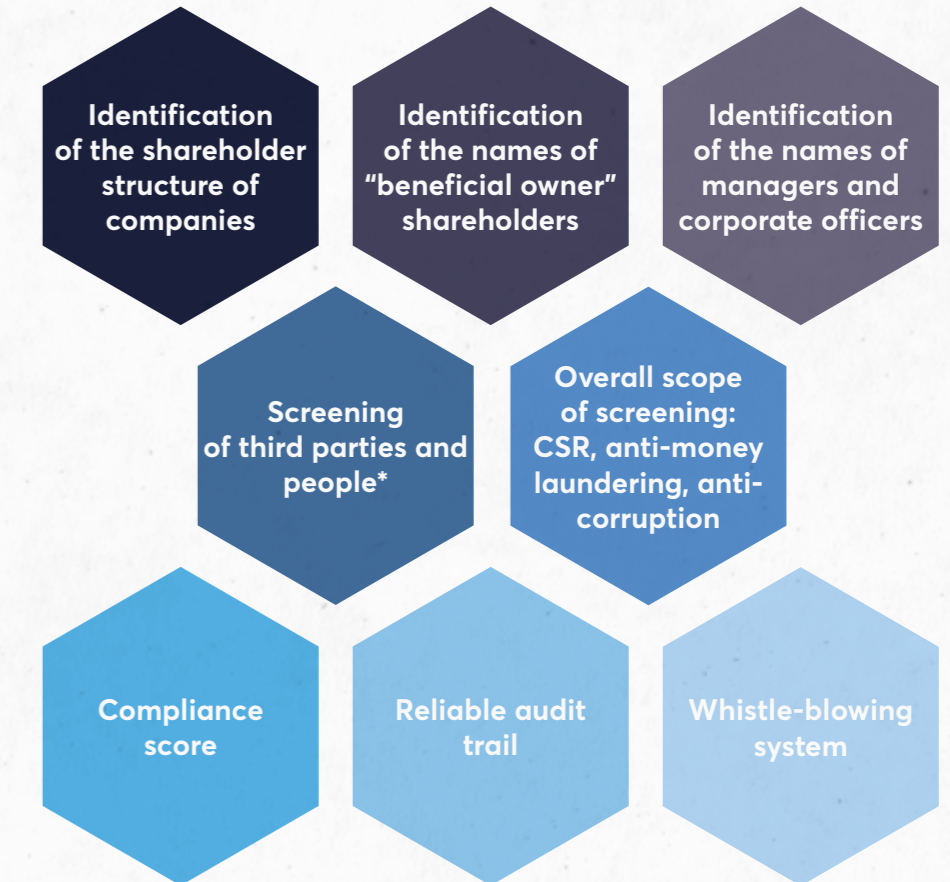 Identification
of the shareholder
structure of
companies
Identification
of the names of
“beneficial owner”
shareholders
Identification
of the names of
managers and
corporate officers
Screening
of third parties and
people*
Overall scope
of screening:
CSR, anti-money
laundering, anti-
corruption
Compliance
score
Reliable audit
trail
Whistle-blowing
system